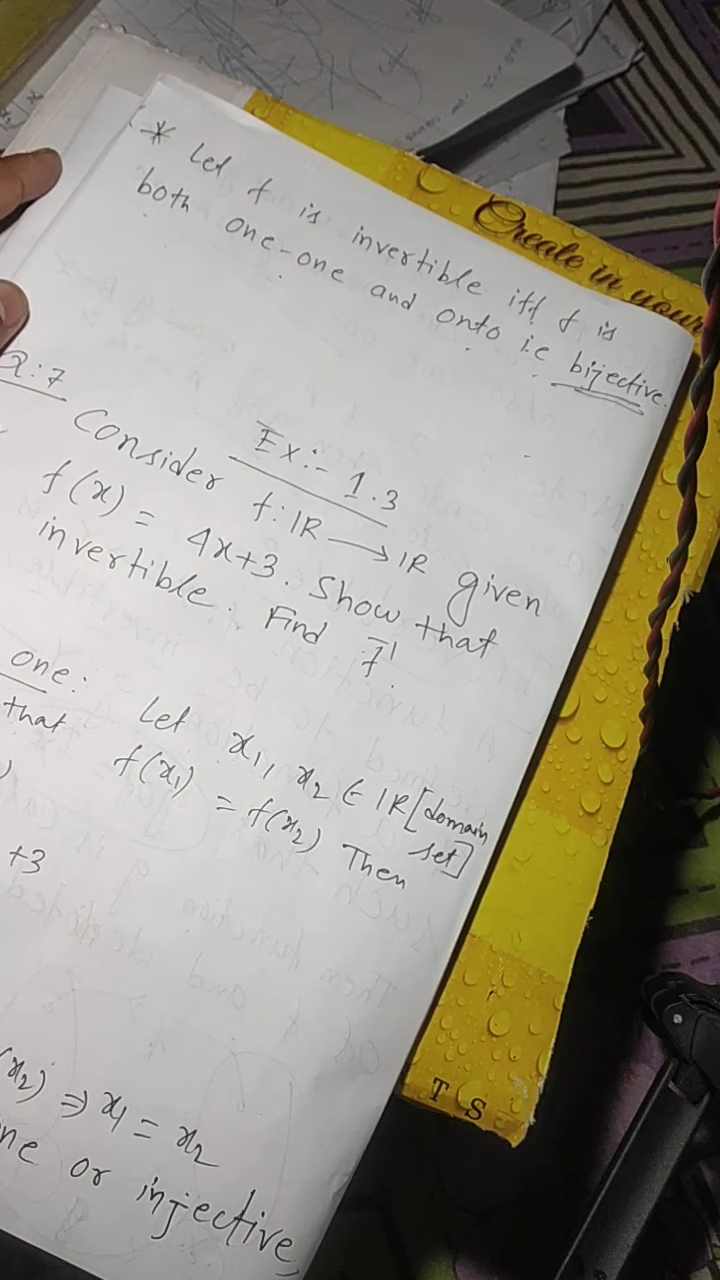 * Let f is invertible iff f is
both one-one and onto i.e bijective.
Ex:- 1.3
Q:7 Consider f:IR → IR given
f(x) = 4x+3. Show that
invertible. Find f⁻¹.
one: Let x₁, x₂ ∈ IR [domain
set]
that f(x₁) = f(x₂) Then
+3
(x₂) ⇒ x₁ = x₂
ne or injective,
Create in your
T S